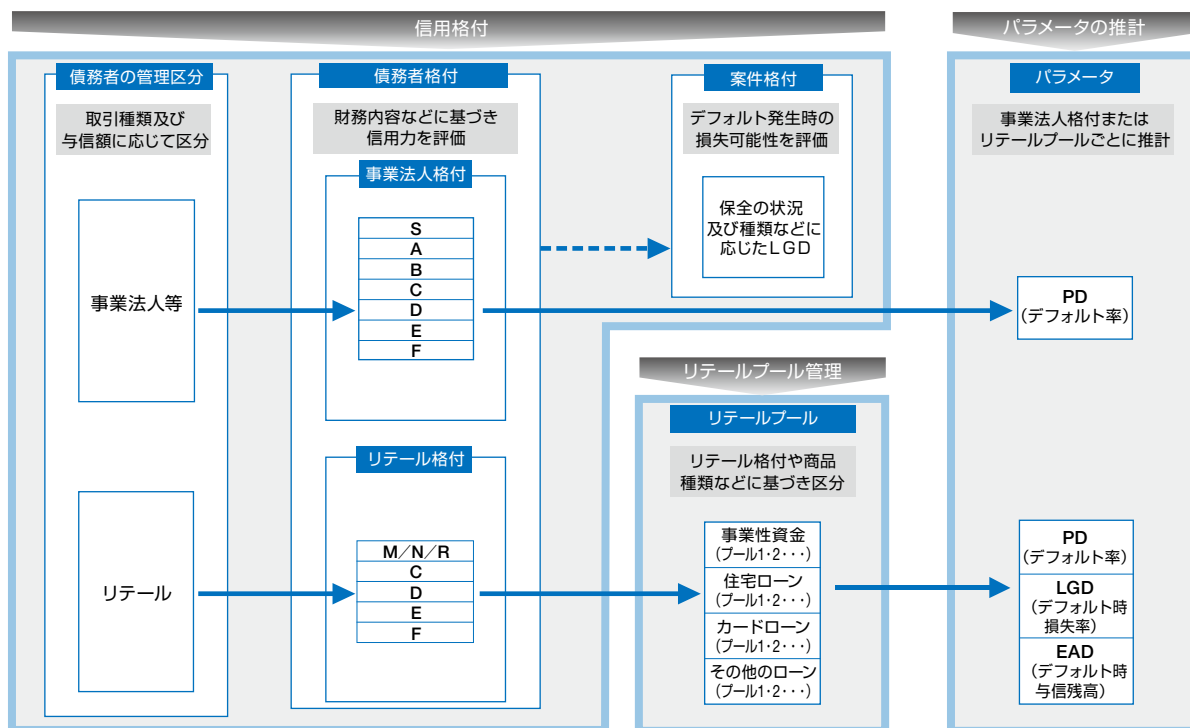 信用格付
パラメータの推計
債務者の管理区分
取引種類及び
与信額に応じて区分
事業法人等
リテール
債務者格付
財務内容などに基づき
信用力を評価
事業法人格付
S
A
B
C
D
E
F
リテール格付
M/N/R
C
D
E
F
案件格付
デフォルト発生時の
損失可能性を評価
保全の状況
及び種類などに
応じたLGD
リテールプール管理
リテールプール
リテール格付や商品
種類などに基づき区分
事業性資金
(プール1・2・・・)
住宅ローン
(プール1・2・・・)
カードローン
(プール1・2・・・)
その他のローン
(プール1・2・・・)
パラメータ
事業法人格付または
リテールプールごとに推計
PD
(デフォルト率)
PD
(デフォルト率)
LGD
(デフォルト時
損失率)
EAD
(デフォルト時
与信残高)